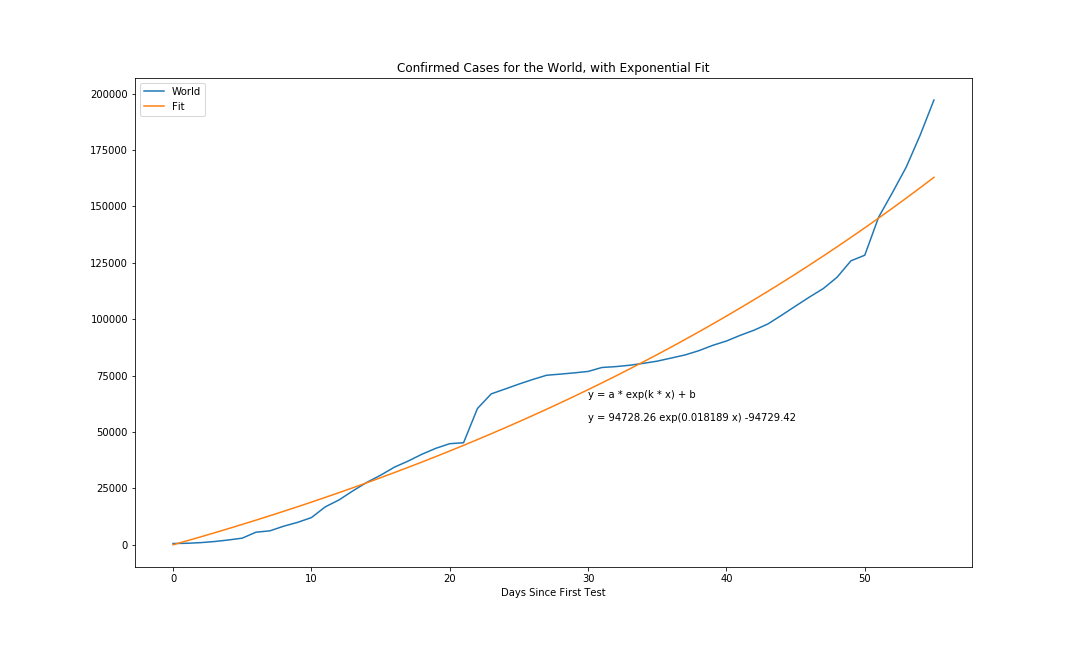 Confirmed Cases for the World, with Exponential Fit
World
Fit
200000
175000
150000
125000
100000
75000
50000
25000
0
y = a * exp(k * x) + b
y = 94728.26 exp(0.018189 x) -94729.42
0 10 20 30 40 50
Days Since First Test